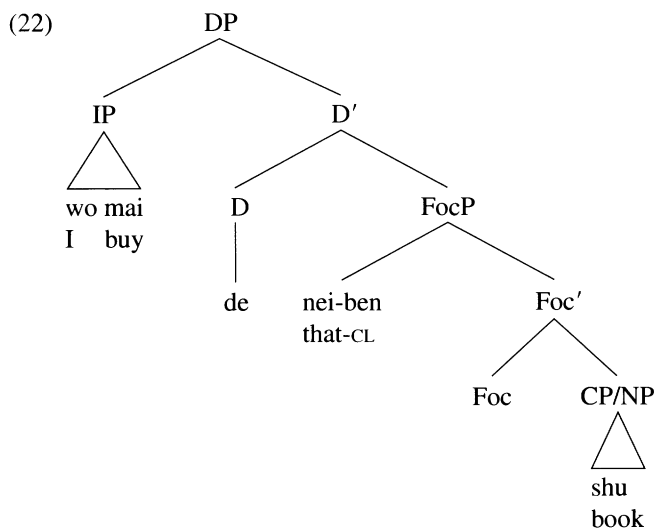 (22) DP
IP D′
wo mai D FocP
I buy
de nei-ben Foc′
that-CL
Foc CP/NP
shu
book